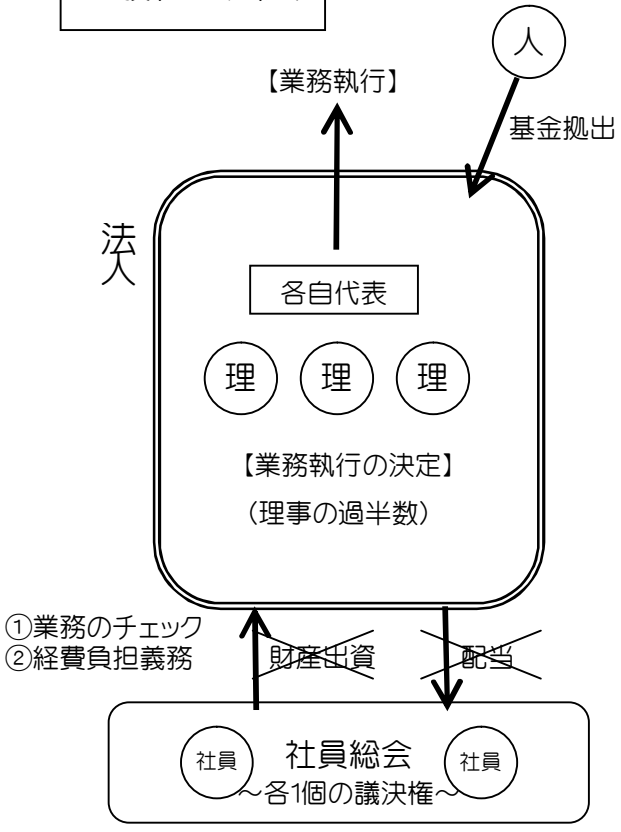 人
【業務執行】
基金拠出
法人
各自代表
理 理 理
【業務執行の決定】
（理事の過半数）
①業務のチェック
②経費負担義務
財産出資
配当
社員
社員総会
社員
～各1個の議決権～